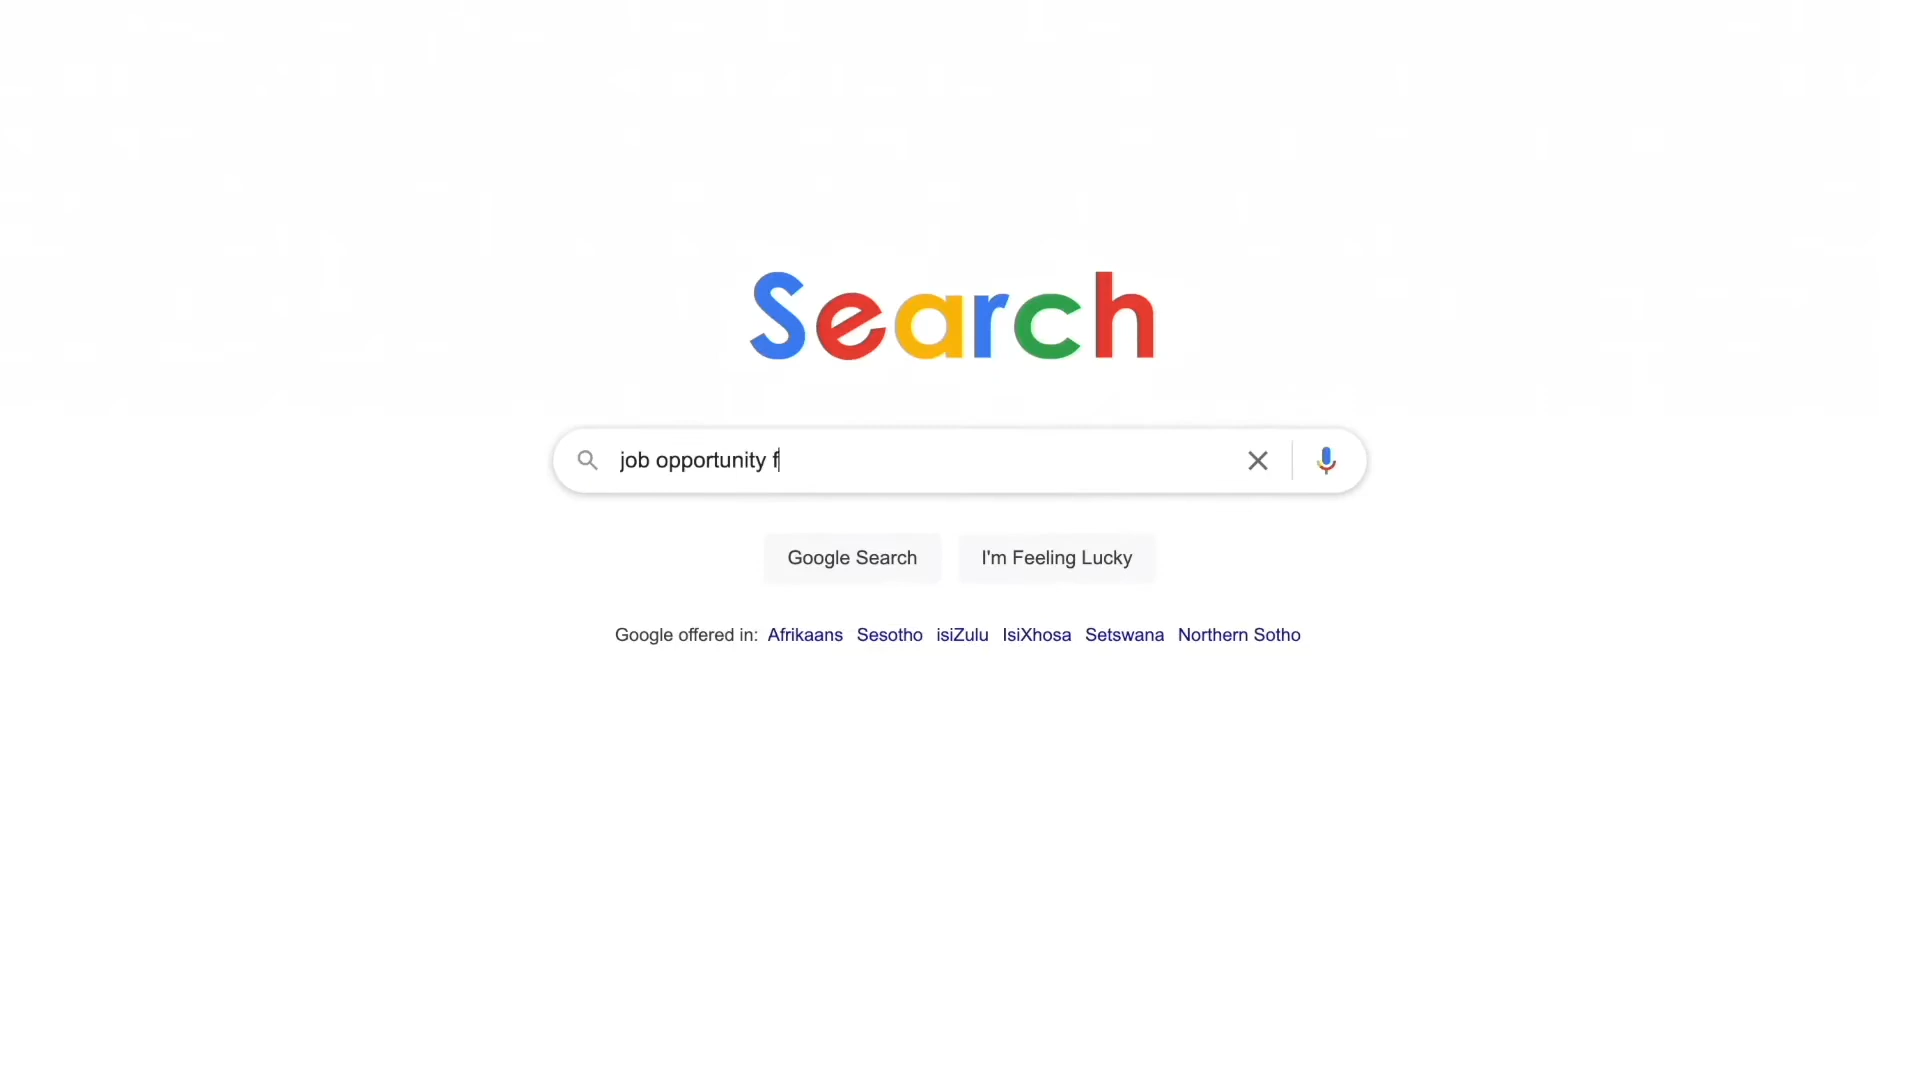 Search
job opportunity f
Google Search I'm Feeling Lucky
Google offered in: Afrikaans Sesotho isiZulu IsiXhosa Setswana Northern Sotho